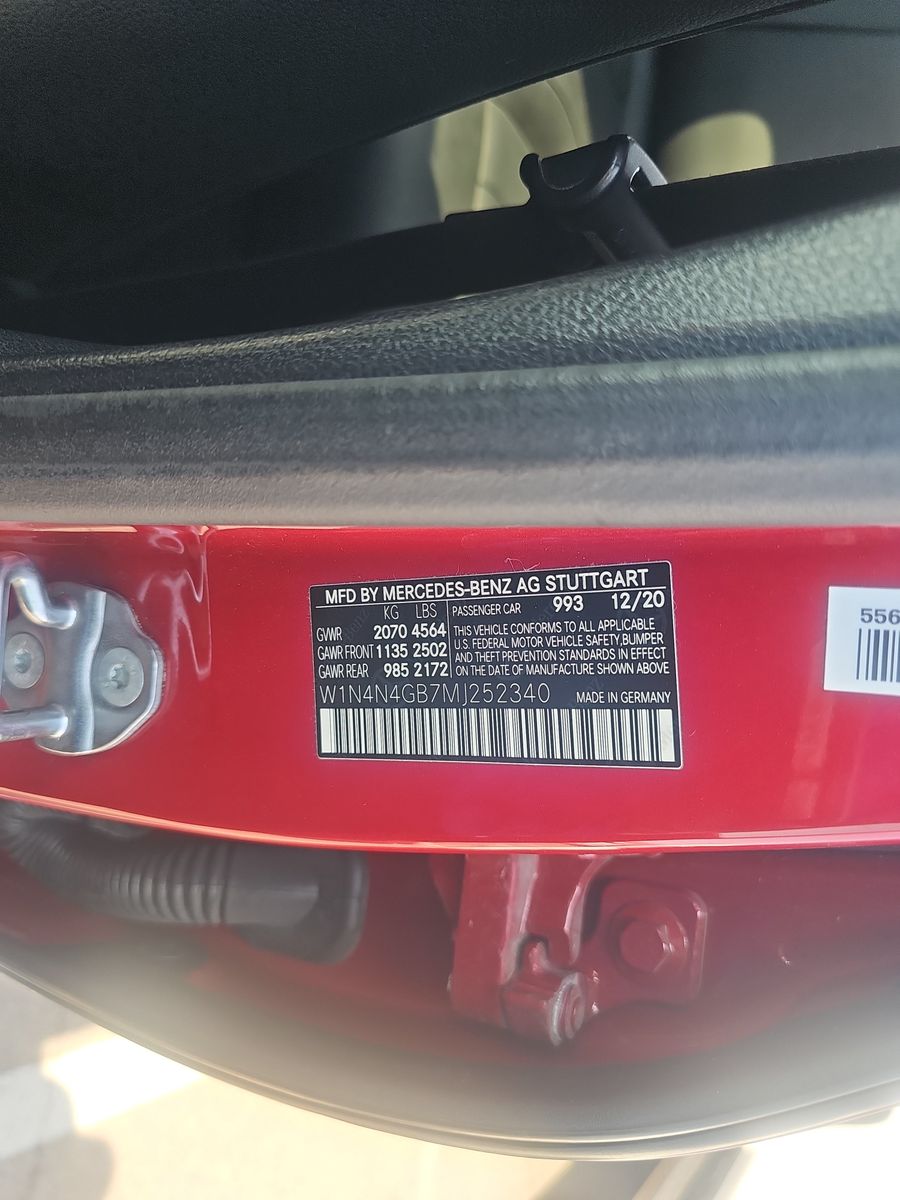 MFD BY MERCEDES-BENZ AG STUTTGART
KG LBS
GVWR 2070 4564
GAWR FRONT 1135 2502
GAWR REAR 985 2172
PASSENGER CAR 993 12/20
THIS VEHICLE CONFORMS TO ALL APPLICABLE
U.S. FEDERAL MOTOR VEHICLE SAFETY,BUMPER
AND THEFT PREVENTION STANDARDS IN EFFECT
ON THE DATE OF MANUFACTURE SHOWN ABOVE
W1N4N4GB7MJ252340 MADE IN GERMANY
556